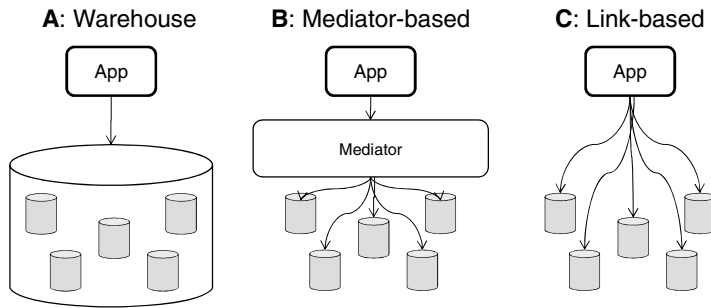 A: Warehouse
B: Mediator-based
C: Link-based
App
App
App
Mediator